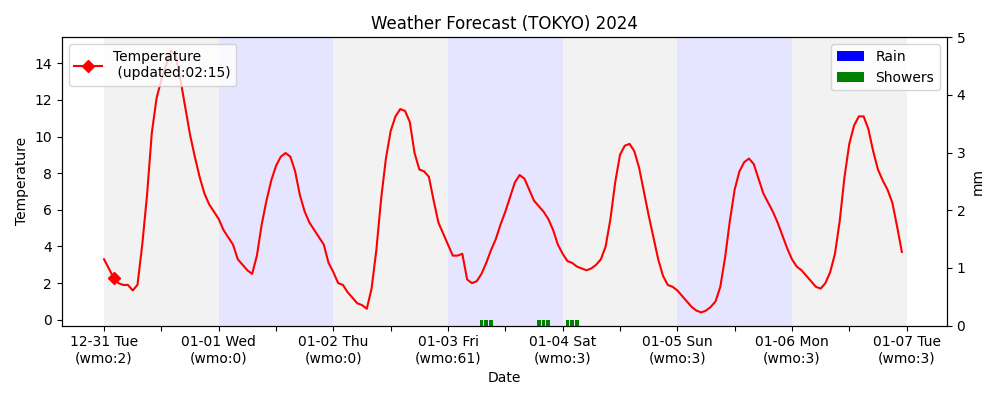 Weather Forecast (TOKYO) 2024
Temperature
(updated:02:15)
Rain
Showers
14
12
10
8
6
4
2
0
Temperature
5
4
3
2
1
0
mm
12-31 Tue
(wmo:2)
01-01 Wed
(wmo:0)
01-02 Thu
(wmo:0)
01-03 Fri
(wmo:61)
01-04 Sat
(wmo:3)
01-05 Sun
(wmo:3)
01-06 Mon
(wmo:3)
01-07 Tue
(wmo:3)
Date